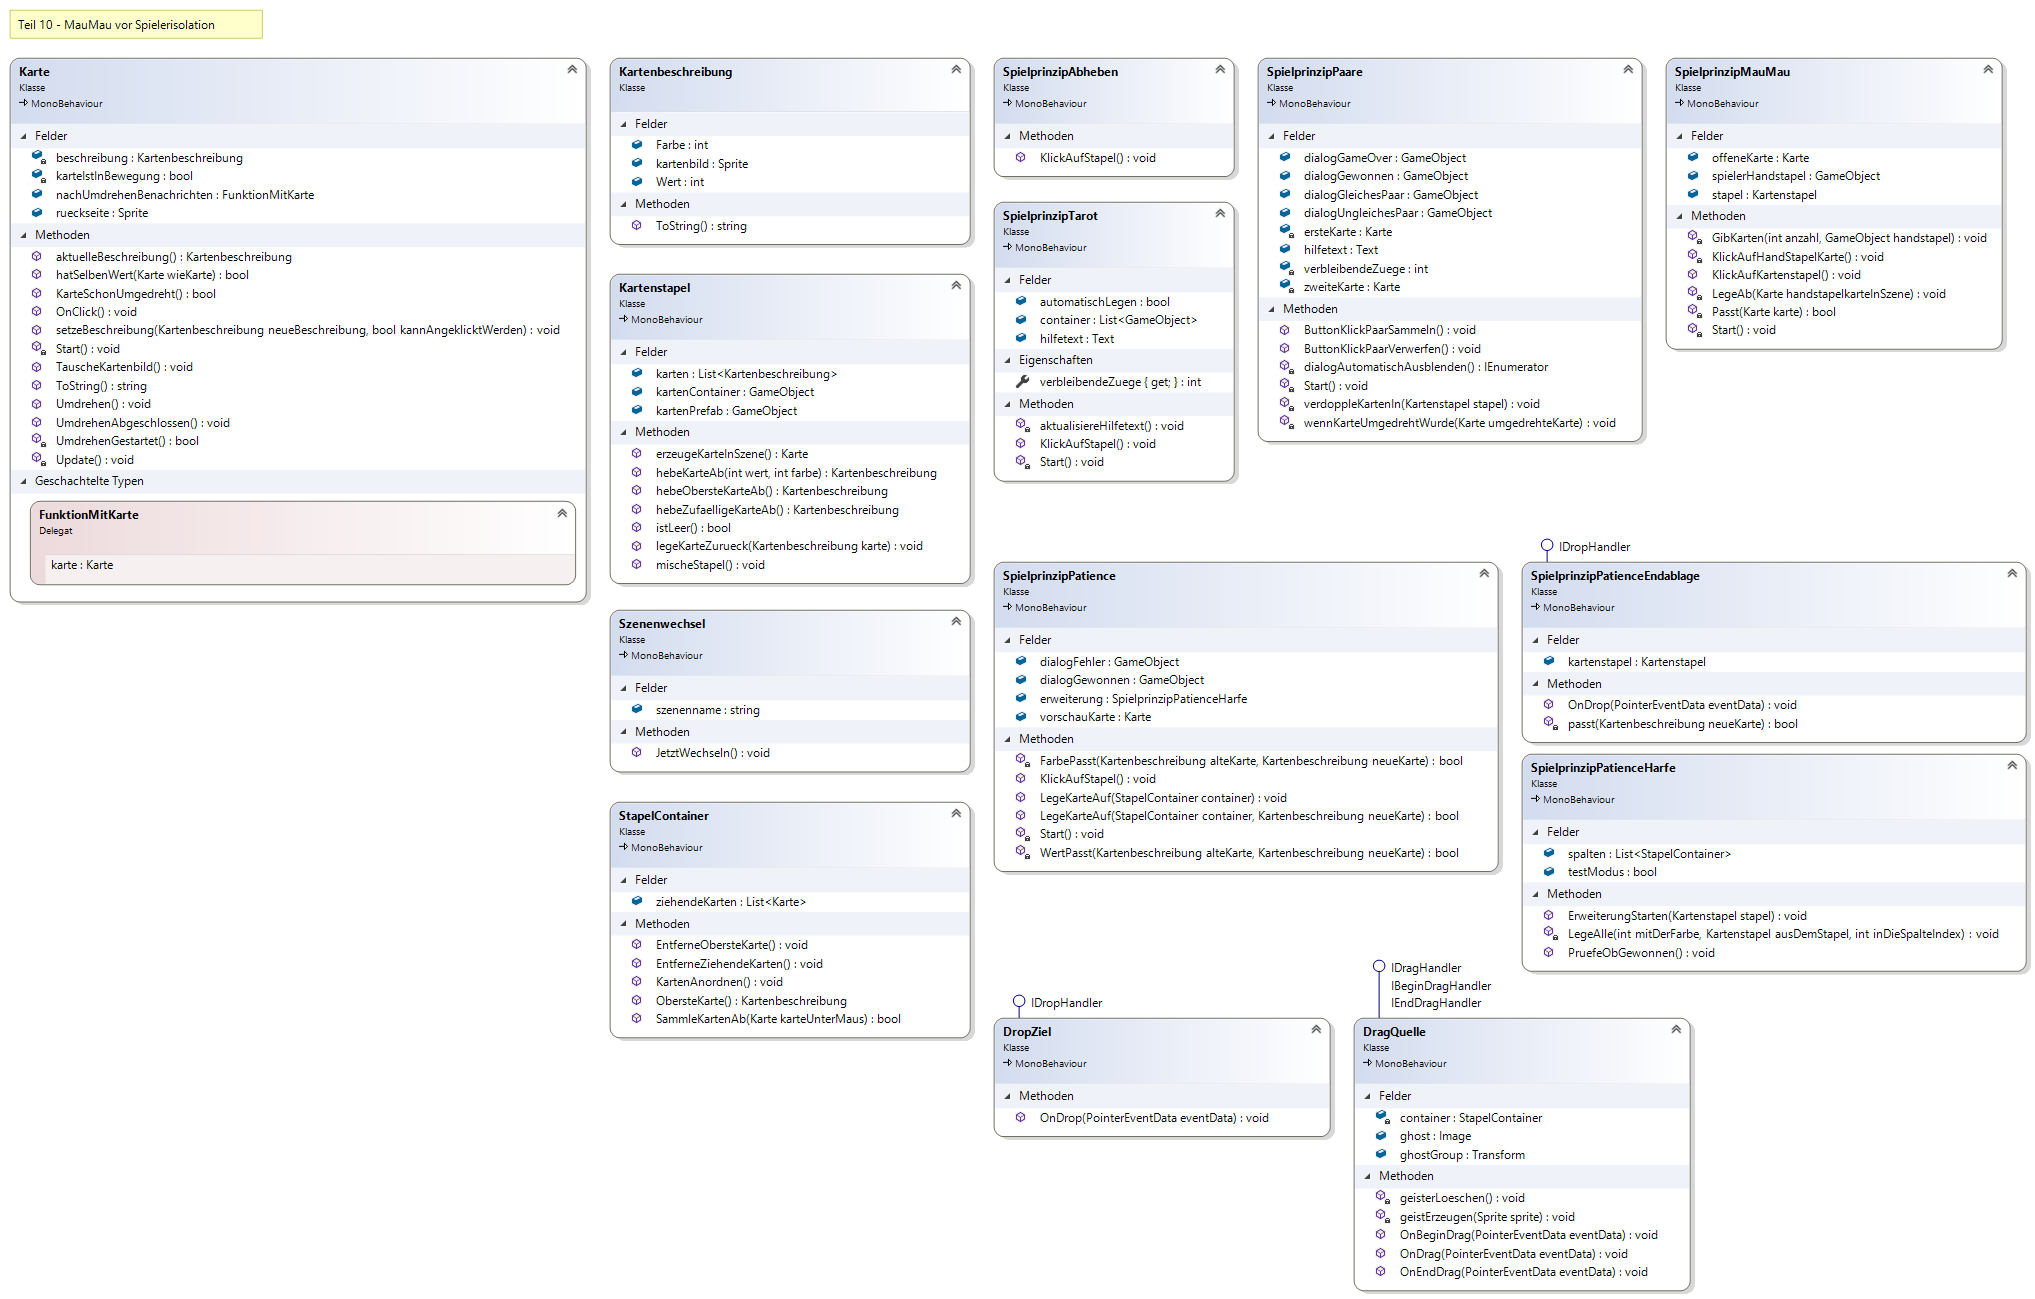 Teil 10 - MauMau vor Spielerisolation
Karte
Klasse
MonoBehaviour
Felder
beschreibung : Kartenbeschreibung
karteIstInBewegung : bool
nachUmdrehenBenachrichten : FunktionMitKarte
rueckseite : Sprite
Methoden
aktuelleBeschreibung() : Kartenbeschreibung
hatSelbenWert(Karte wieKarte) : bool
KarteSchonUmgedreht() : bool
OnClick() : void
setzeBeschreibung(Kartenbeschreibung neueBeschreibung, bool kannAngeklicktWerden) : void
Start() : void
TauscheKartenbild() : void
ToString() : string
Umdrehen() : void
UmdrehenAbgeschlossen() : void
UmdrehenGestartet() : bool
Update() : void
Geschachtelte Typen
FunktionMitKarte
Delegat
karte : Karte
Kartenbeschreibung
Klasse
Felder
Farbe : int
kartenbild : Sprite
Wert : int
Methoden
ToString() : string
Kartenstapel
Klasse
MonoBehaviour
Felder
karten : List<Kartenbeschreibung>
kartenContainer : GameObject
kartenPrefab : GameObject
Methoden
erzeugeKarteInSzene() : Karte
hebeKarteAb(int wert, int farbe) : Kartenbeschreibung
hebeObersteKarteAb() : Kartenbeschreibung
hebeZufaelligeKarteAb() : Kartenbeschreibung
istLeer() : bool
legeKarteZurueck(Kartenbeschreibung karte) : void
mischeStapel() : void
Szenenwechsel
Klasse
MonoBehaviour
Felder
szenenname : string
Methoden
JetztWechseln() : void
StapelContainer
Klasse
MonoBehaviour
Felder
ziehendeKarten : List<Karte>
Methoden
EntferneObersteKarte() : void
EntferneZiehendeKarten() : void
KartenAnordnen() : void
ObersteKarte() : Kartenbeschreibung
SammleKartenAb(Karte karteUnterMaus) : bool
SpielprinzipAbheben
Klasse
MonoBehaviour
Methoden
KlickAufStapel() : void
SpielprinzipTarot
Klasse
MonoBehaviour
Felder
automatischLegen : bool
container : List<GameObject>
hilfetext : Text
Eigenschaften
verbleibendeZuege { get; } : int
Methoden
aktualisiereHilfetext() : void
KlickAufStapel() : void
Start() : void
SpielprinzipPaare
Klasse
MonoBehaviour
Felder
dialogGameOver : GameObject
dialogGewonnen : GameObject
dialogGleichesPaar : GameObject
dialogUngleichesPaar : GameObject
ersteKarte : Karte
hilfetext : Text
verbleibendeZuege : int
zweiteKarte : Karte
Methoden
ButtonKlickPaarSammeln() : void
ButtonKlickPaarVerwerfen() : void
dialogAutomatischAusblenden() : IEnumerator
Start() : void
verdoppleKartenIn(Kartenstapel stapel) : void
wennKarteUmgedrehtWurde(Karte umgedrehteKarte) : void
SpielprinzipMauMau
Klasse
MonoBehaviour
Felder
offeneKarte : Karte
spielerHandstapel : GameObject
stapel : Kartenstapel
Methoden
GibKarten(int anzahl, GameObject handstapel) : void
KlickAufHandStapelKarte() : void
KlickAufKartenstapel() : void
LegeAb(Karte handstapelkarteInSzene) : void
Passt(Karte karte) : bool
Start() : void
SpielprinzipPatience
Klasse
MonoBehaviour
Felder
dialogFehler : GameObject
dialogGewonnen : GameObject
erweiterung : SpielprinzipPatienceHarfe
vorschauKarte : Karte
Methoden
FarbePasst(Kartenbeschreibung alteKarte, Kartenbeschreibung neueKarte) : bool
KlickAufStapel() : void
LegeKarteAuf(StapelContainer container) : void
LegeKarteAuf(StapelContainer container, Kartenbeschreibung neueKarte) : bool
Start() : void
WertPasst(Kartenbeschreibung alteKarte, Kartenbeschreibung neueKarte) : bool
IDropHandler
SpielprinzipPatienceEndablage
Klasse
MonoBehaviour
Felder
kartenstapel : Kartenstapel
Methoden
OnDrop(PointerEventData eventData) : void
passt(Kartenbeschreibung neueKarte) : bool
SpielprinzipPatienceHarfe
Klasse
MonoBehaviour
Felder
spalten : List<StapelContainer>
testModus : bool
Methoden
ErweiterungStarten(Kartenstapel stapel) : void
LegeAlle(int mitDerFarbe, Kartenstapel ausDemStapel, int inDieSpalteIndex) : void
PruefeObGewonnen() : void
IDropHandler
DropZiel
Klasse
MonoBehaviour
Methoden
OnDrop(PointerEventData eventData) : void
IDragHandler
IBeginDragHandler
IEndDragHandler
DragQuelle
Klasse
MonoBehaviour
Felder
container : StapelContainer
ghost : Image
ghostGroup : Transform
Methoden
geisterLoeschen() : void
geistErzeugen(Sprite sprite) : void
OnBeginDrag(PointerEventData eventData) : void
OnDrag(PointerEventData eventData) : void
OnEndDrag(PointerEventData eventData) : void